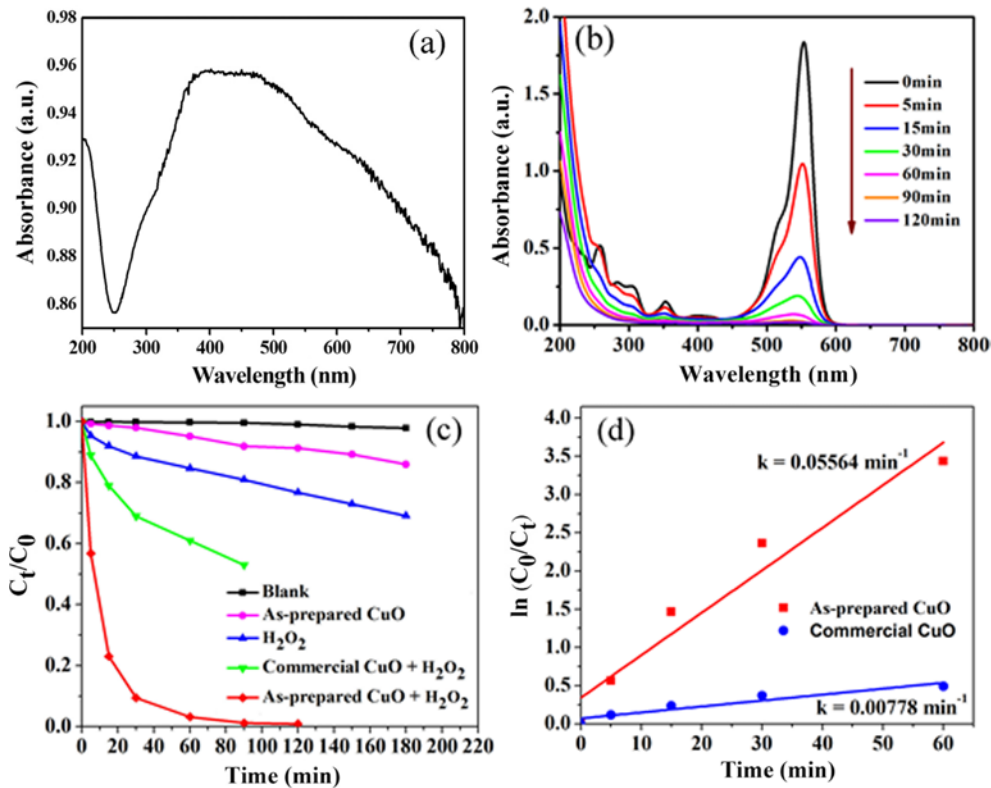 (a)
0.98
0.96
0.94
0.92
0.90
0.88
0.86
Absorbance (a.u.)
200 300 400 500 600 700 800
Wavelength (nm)
(b)
2.0
1.5
1.0
0.5
0.0
Absorbance (a.u.)
0min
5min
15min
30min
60min
90min
120min
200 300 400 500 600 700 800
Wavelength (nm)
(c)
1.0
0.8
0.6
0.4
0.2
0.0
Cₜ/C₀
Blank
As-prepared CuO
H₂O₂
Commercial CuO + H₂O₂
As-prepared CuO + H₂O₂
0 20 40 60 80 100 120 140 160 180 200 220
Time (min)
(d)
4.0
3.5
3.0
2.5
2.0
1.5
1.0
0.5
0.0
ln (C₀/Cₜ)
k = 0.05564 min⁻¹
As-prepared CuO
Commercial CuO
k = 0.00778 min⁻¹
0 10 20 30 40 50 60
Time (min)